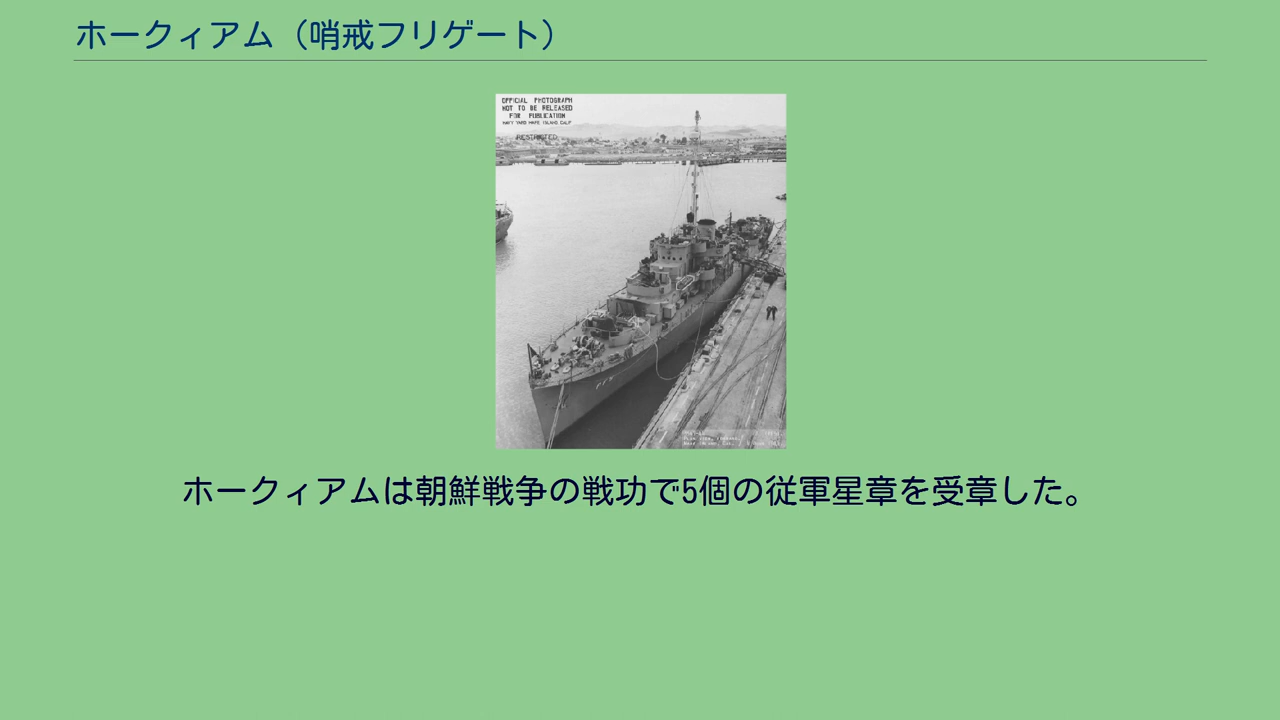 ホークィアム（哨戒フリゲート）
OFFICIAL PHOTOGRAPH
NOT TO BE RELEASED
FOR PUBLICATION
NAVY YARD MARE ISLAND, CALIF
RESTRICTED
ホークィアムは朝鮮戦争の戦功で5個の従軍星章を受章した。